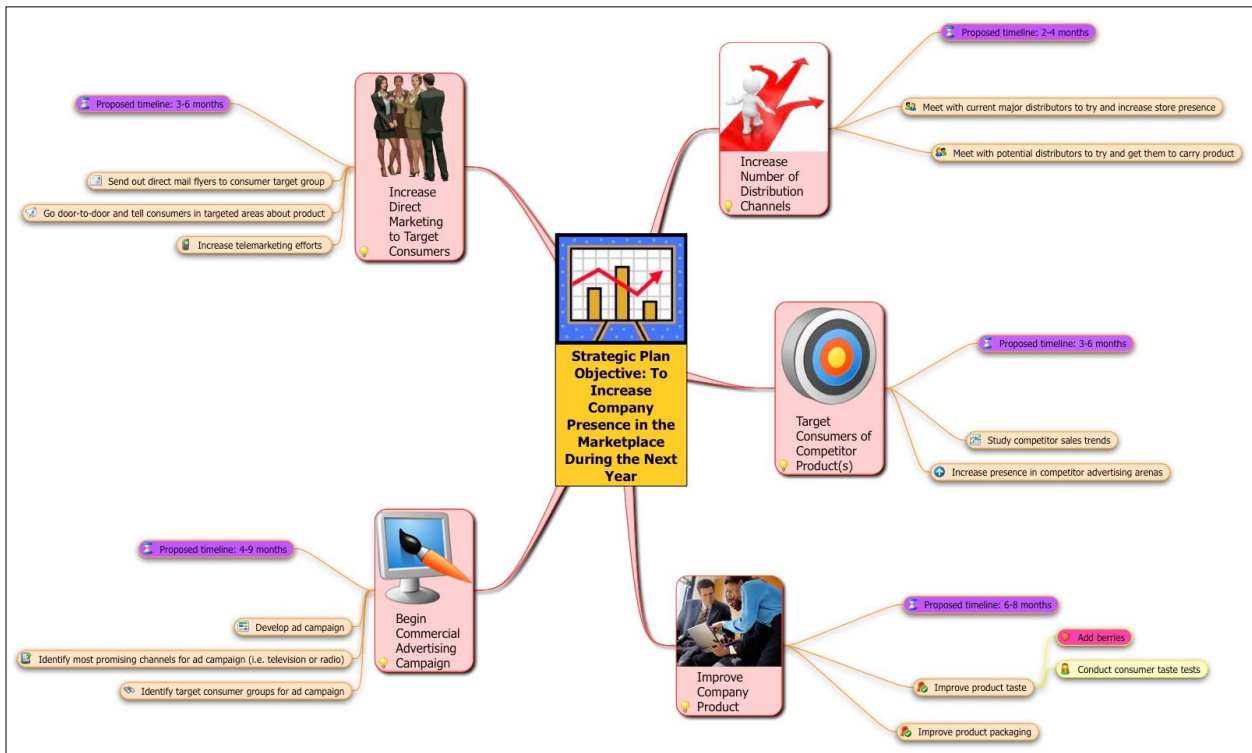 Strategic Plan
Objective: To
Increase
Company
Presence in the
Marketplace
During the Next
Year
Increase
Number of
Distribution
Channels
Proposed timeline: 2-4 months
Meet with current major distributors to try and increase store presence
Meet with potential distributors to try and get them to carry product
Target
Consumers of
Competitor
Product(s)
Proposed timeline: 3-6 months
Study competitor sales trends
Increase presence in competitor advertising arenas
Improve
Company
Product
Proposed timeline: 6-8 months
Improve product taste
Add berries
Conduct consumer taste tests
Improve product packaging
Begin
Commercial
Advertising
Campaign
Proposed timeline: 4-9 months
Develop ad campaign
Identify most promising channels for ad campaign (i.e. television or radio)
Identify target consumer groups for ad campaign
Increase
Direct
Marketing
to Target
Consumers
Proposed timeline: 3-6 months
Send out direct mail flyers to consumer target group
Go door-to-door and tell consumers in targeted areas about product
Increase telemarketing efforts